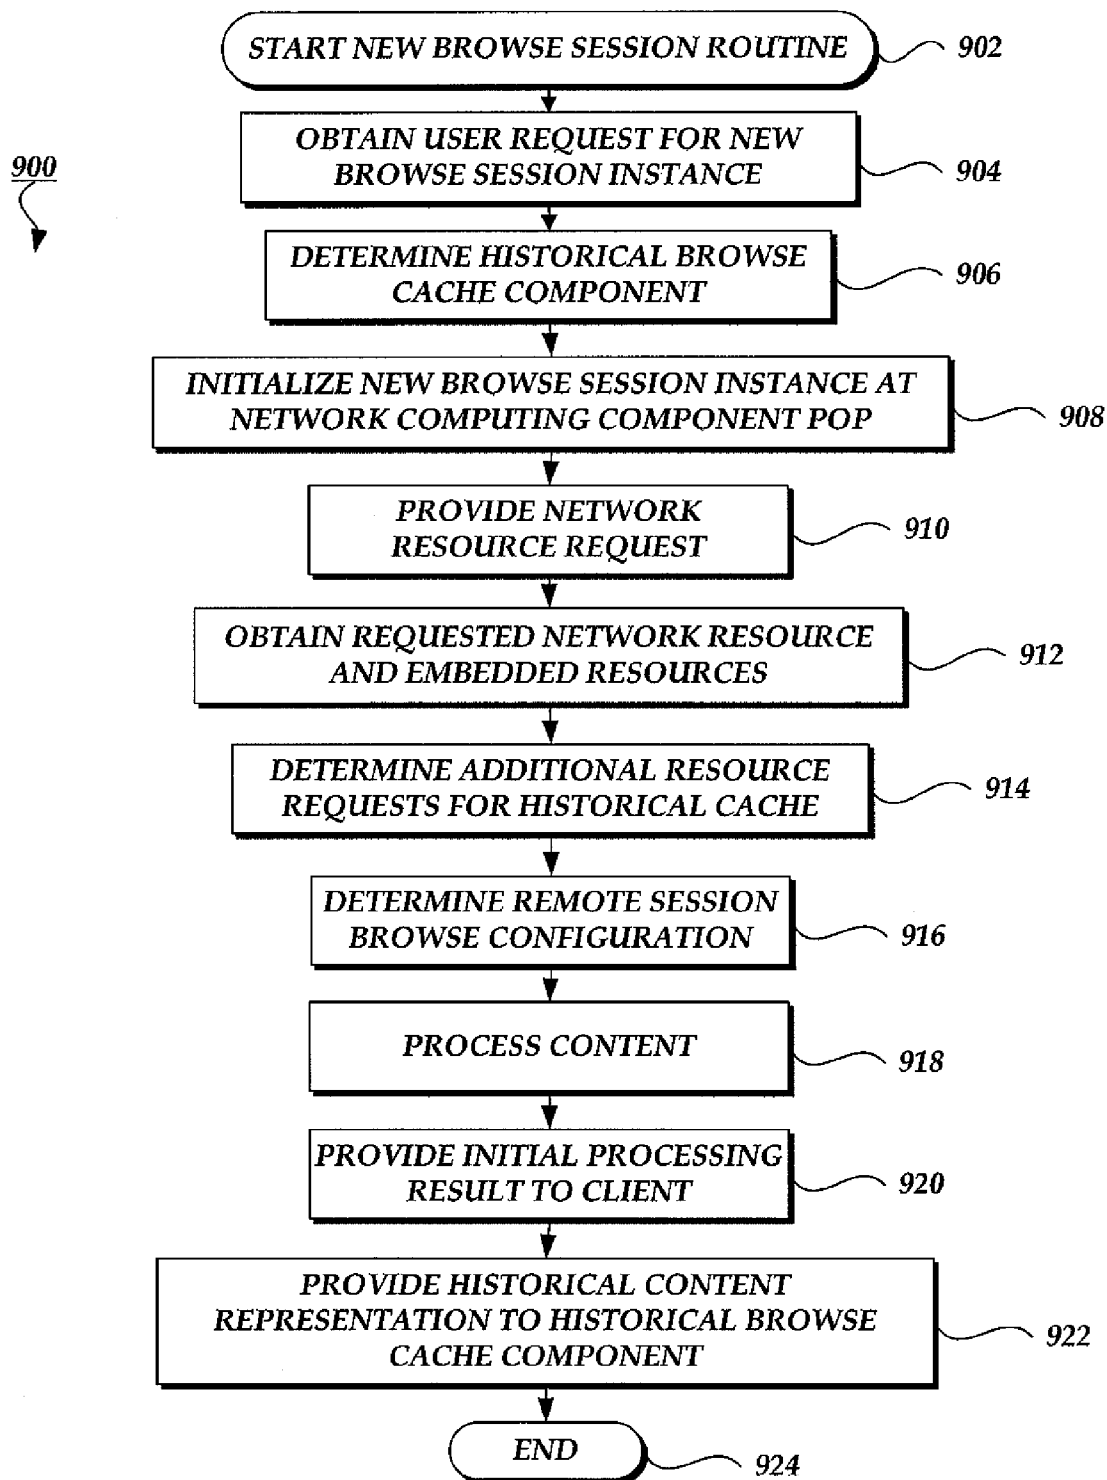 START NEW BROWSE SESSION ROUTINE
902
900
OBTAIN USER REQUEST FOR NEW
BROWSE SESSION INSTANCE
904
DETERMINE HISTORICAL BROWSE
CACHE COMPONENT
906
INITIALIZE NEW BROWSE SESSION INSTANCE AT
NETWORK COMPUTING COMPONENT POP
908
PROVIDE NETWORK
RESOURCE REQUEST
910
OBTAIN REQUESTED NETWORK RESOURCE
AND EMBEDDED RESOURCES
912
DETERMINE ADDITIONAL RESOURCE
REQUESTS FOR HISTORICAL CACHE
914
DETERMINE REMOTE SESSION
BROWSE CONFIGURATION
916
PROCESS CONTENT
918
PROVIDE INITIAL PROCESSING
RESULT TO CLIENT
920
PROVIDE HISTORICAL CONTENT
REPRESENTATION TO HISTORICAL BROWSE
CACHE COMPONENT
922
END
924